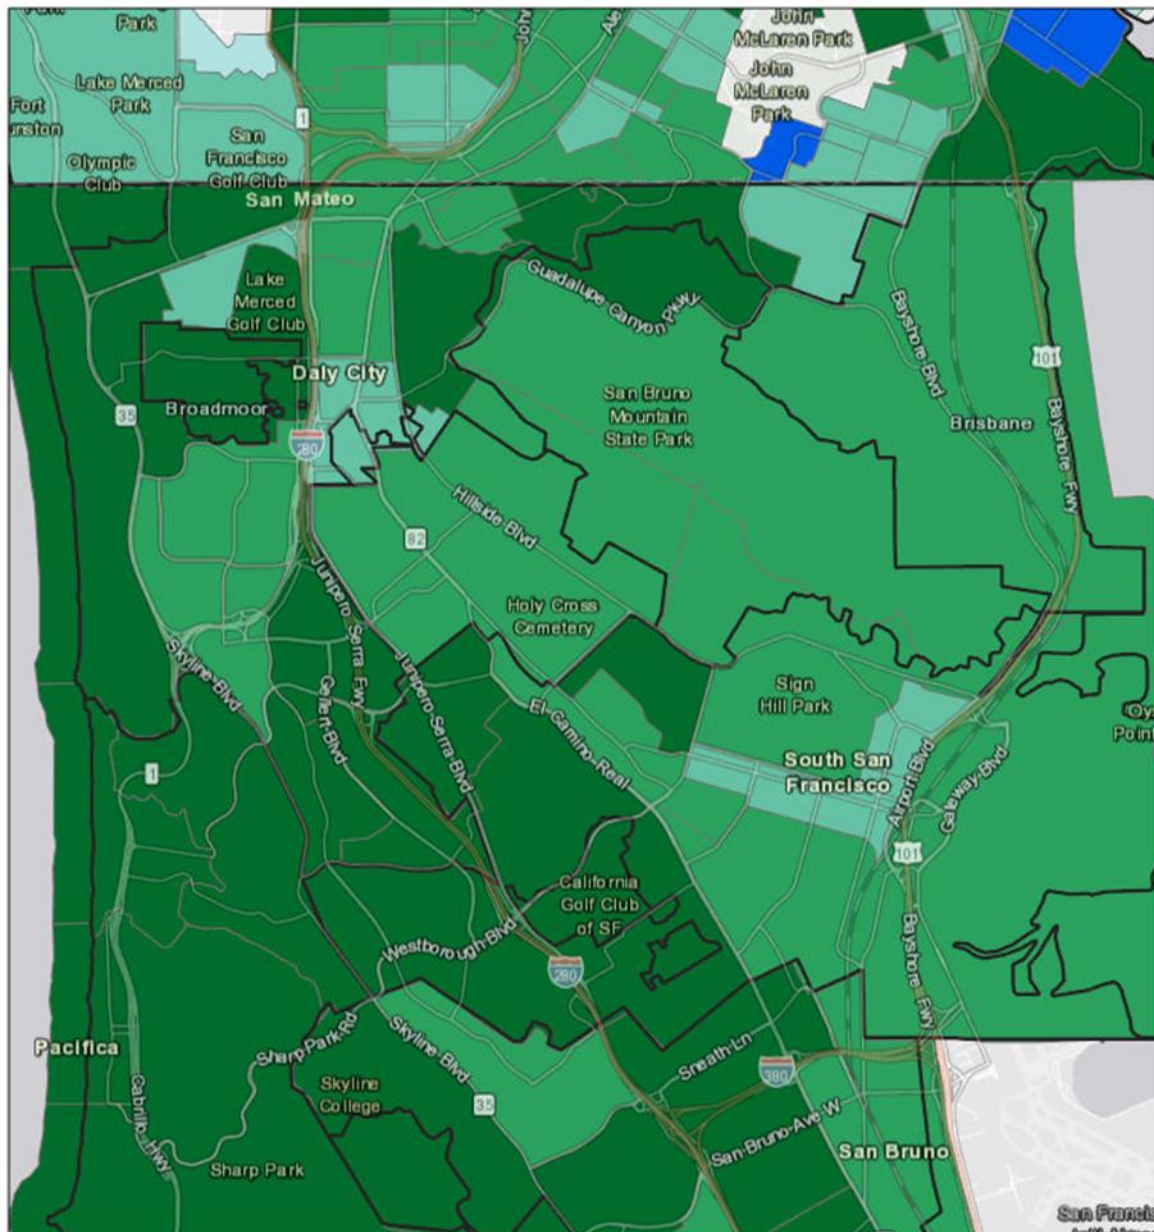 Park
John
McLaren Park
Lake Merced
Park
John
McLaren
Park
Fort
1
San
Francisco
Golf Club
Olympic
Club
San Mateo
Lake
Merced
Golf Club
Guadalupe Canyon Pkwy
Bayshore Blvd
101
Daly City
San Bruno
Mountain
State Park
Broadmoor
35
280
Brisbane
Bayshore Fwy
Hillside Blvd
82
Junipero Serra Fwy
Holy Cross
Cemetery
Skyline Blvd
Gellert Blvd
Junipero Serra Blvd
Sign
Hill Park
El Camino Real
Point
1
South San
Francisco
Airport Blvd
Gateway Blvd
101
California
Golf Club
of SF
Westborough Blvd
280
Bayshore Fwy
Pacifica
Sharp Park Rd
Skyline Blvd
Sneath Ln
380
Cabrillo Hwy
Skyline
College
35
San Bruno Ave W
San Bruno
Sharp Park